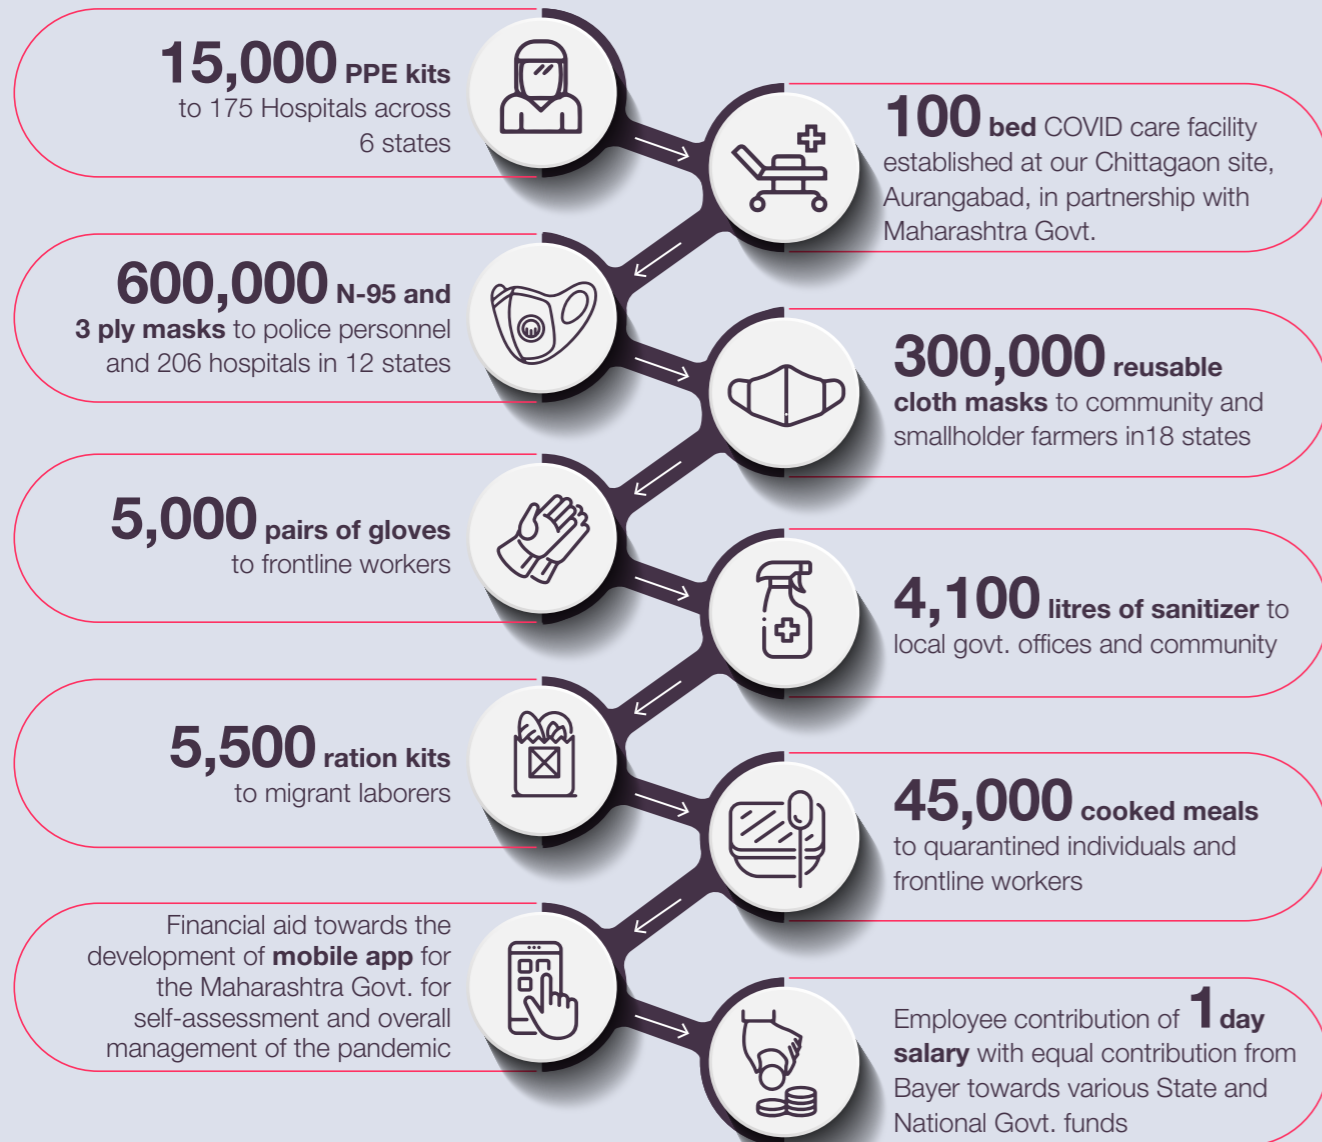 15,000 PPE kits
to 175 Hospitals across
6 states
100 bed COVID care facility
established at our Chittagaon site,
Aurangabad, in partnership with
Maharashtra Govt.
600,000 N-95 and
3 ply masks to police personnel
and 206 hospitals in 12 states
300,000 reusable
cloth masks to community and
smallholder farmers in18 states
5,000 pairs of gloves
to frontline workers
4,100 litres of sanitizer to
local govt. offices and community
5,500 ration kits
to migrant laborers
45,000 cooked meals
to quarantined individuals and
frontline workers
Financial aid towards the
development of mobile app for
the Maharashtra Govt. for
self-assessment and overall
management of the pandemic
Employee contribution of 1 day
salary with equal contribution from
Bayer towards various State and
National Govt. funds